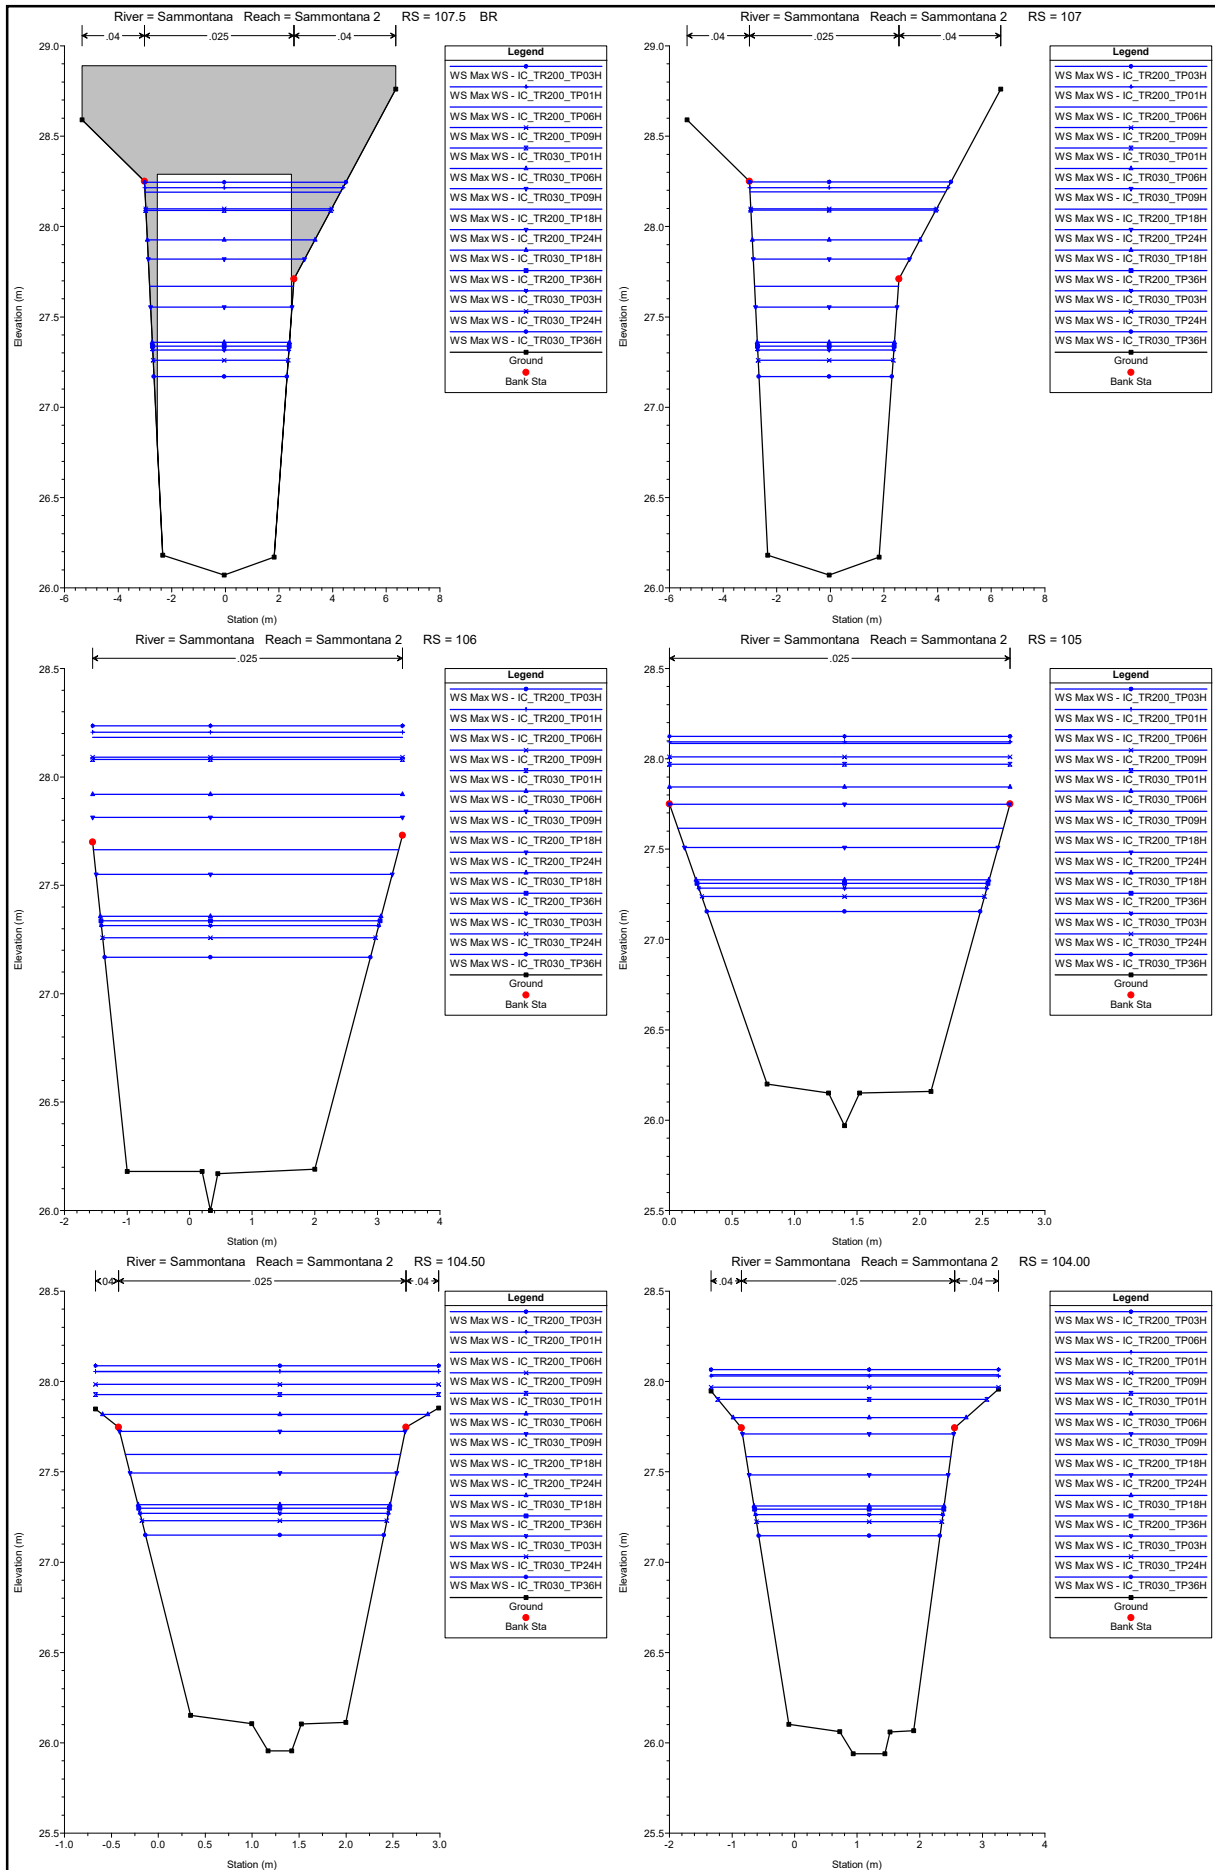 River = Sammontana Reach = Sammontana 2 RS = 107.5 BR
.04 .025 .04
29.0
28.5
28.0
27.5
27.0
26.5
26.0
Elevation (m)
-6 -4 -2 0 2 4 6 8
Station (m)
Legend
WS Max WS - IC_TR200_TP03H
WS Max WS - IC_TR200_TP01H
WS Max WS - IC_TR200_TP06H
WS Max WS - IC_TR200_TP09H
WS Max WS - IC_TR030_TP01H
WS Max WS - IC_TR030_TP06H
WS Max WS - IC_TR030_TP09H
WS Max WS - IC_TR200_TP18H
WS Max WS - IC_TR200_TP24H
WS Max WS - IC_TR030_TP18H
WS Max WS - IC_TR200_TP36H
WS Max WS - IC_TR030_TP03H
WS Max WS - IC_TR030_TP24H
WS Max WS - IC_TR030_TP36H
Ground
Bank Sta
River = Sammontana Reach = Sammontana 2 RS = 107
.04 .025 .04
29.0
28.5
28.0
27.5
27.0
26.5
26.0
Elevation (m)
-6 -4 -2 0 2 4 6 8
Station (m)
Legend
WS Max WS - IC_TR200_TP03H
WS Max WS - IC_TR200_TP01H
WS Max WS - IC_TR200_TP06H
WS Max WS - IC_TR200_TP09H
WS Max WS - IC_TR030_TP01H
WS Max WS - IC_TR030_TP06H
WS Max WS - IC_TR030_TP09H
WS Max WS - IC_TR200_TP18H
WS Max WS - IC_TR200_TP24H
WS Max WS - IC_TR030_TP18H
WS Max WS - IC_TR200_TP36H
WS Max WS - IC_TR030_TP03H
WS Max WS - IC_TR030_TP24H
WS Max WS - IC_TR030_TP36H
Ground
Bank Sta
River = Sammontana Reach = Sammontana 2 RS = 106
.025
28.5
28.0
27.5
27.0
26.5
26.0
Elevation (m)
-2 -1 0 1 2 3 4
Station (m)
Legend
WS Max WS - IC_TR200_TP03H
WS Max WS - IC_TR200_TP01H
WS Max WS - IC_TR200_TP06H
WS Max WS - IC_TR200_TP09H
WS Max WS - IC_TR030_TP01H
WS Max WS - IC_TR030_TP06H
WS Max WS - IC_TR030_TP09H
WS Max WS - IC_TR200_TP18H
WS Max WS - IC_TR200_TP24H
WS Max WS - IC_TR030_TP18H
WS Max WS - IC_TR200_TP36H
WS Max WS - IC_TR030_TP03H
WS Max WS - IC_TR030_TP24H
WS Max WS - IC_TR030_TP36H
Ground
Bank Sta
River = Sammontana Reach = Sammontana 2 RS = 105
.025
28.5
28.0
27.5
27.0
26.5
26.0
25.5
Elevation (m)
0.0 0.5 1.0 1.5 2.0 2.5 3.0
Station (m)
Legend
WS Max WS - IC_TR200_TP03H
WS Max WS - IC_TR200_TP01H
WS Max WS - IC_TR200_TP06H
WS Max WS - IC_TR200_TP09H
WS Max WS - IC_TR030_TP01H
WS Max WS - IC_TR030_TP06H
WS Max WS - IC_TR030_TP09H
WS Max WS - IC_TR200_TP18H
WS Max WS - IC_TR200_TP24H
WS Max WS - IC_TR030_TP18H
WS Max WS - IC_TR200_TP36H
WS Max WS - IC_TR030_TP03H
WS Max WS - IC_TR030_TP24H
WS Max WS - IC_TR030_TP36H
Ground
Bank Sta
River = Sammontana Reach = Sammontana 2 RS = 104.50
.04 .025 .04
28.5
28.0
27.5
27.0
26.5
26.0
25.5
Elevation (m)
-1.0 -0.5 0.0 0.5 1.0 1.5 2.0 2.5 3.0
Station (m)
Legend
WS Max WS - IC_TR200_TP03H
WS Max WS - IC_TR200_TP01H
WS Max WS - IC_TR200_TP06H
WS Max WS - IC_TR200_TP09H
WS Max WS - IC_TR030_TP01H
WS Max WS - IC_TR030_TP06H
WS Max WS - IC_TR030_TP09H
WS Max WS - IC_TR200_TP18H
WS Max WS - IC_TR200_TP24H
WS Max WS - IC_TR030_TP18H
WS Max WS - IC_TR200_TP36H
WS Max WS - IC_TR030_TP03H
WS Max WS - IC_TR030_TP24H
WS Max WS - IC_TR030_TP36H
Ground
Bank Sta
River = Sammontana Reach = Sammontana 2 RS = 104.00
.04 .025 .04
28.5
28.0
27.5
27.0
26.5
26.0
25.5
Elevation (m)
-2 -1 0 1 2 3 4
Station (m)
Legend
WS Max WS - IC_TR200_TP03H
WS Max WS - IC_TR200_TP06H
WS Max WS - IC_TR200_TP01H
WS Max WS - IC_TR200_TP09H
WS Max WS - IC_TR030_TP01H
WS Max WS - IC_TR030_TP06H
WS Max WS - IC_TR030_TP09H
WS Max WS - IC_TR200_TP18H
WS Max WS - IC_TR200_TP24H
WS Max WS - IC_TR030_TP18H
WS Max WS - IC_TR200_TP36H
WS Max WS - IC_TR030_TP03H
WS Max WS - IC_TR030_TP24H
WS Max WS - IC_TR030_TP36H
Ground
Bank Sta